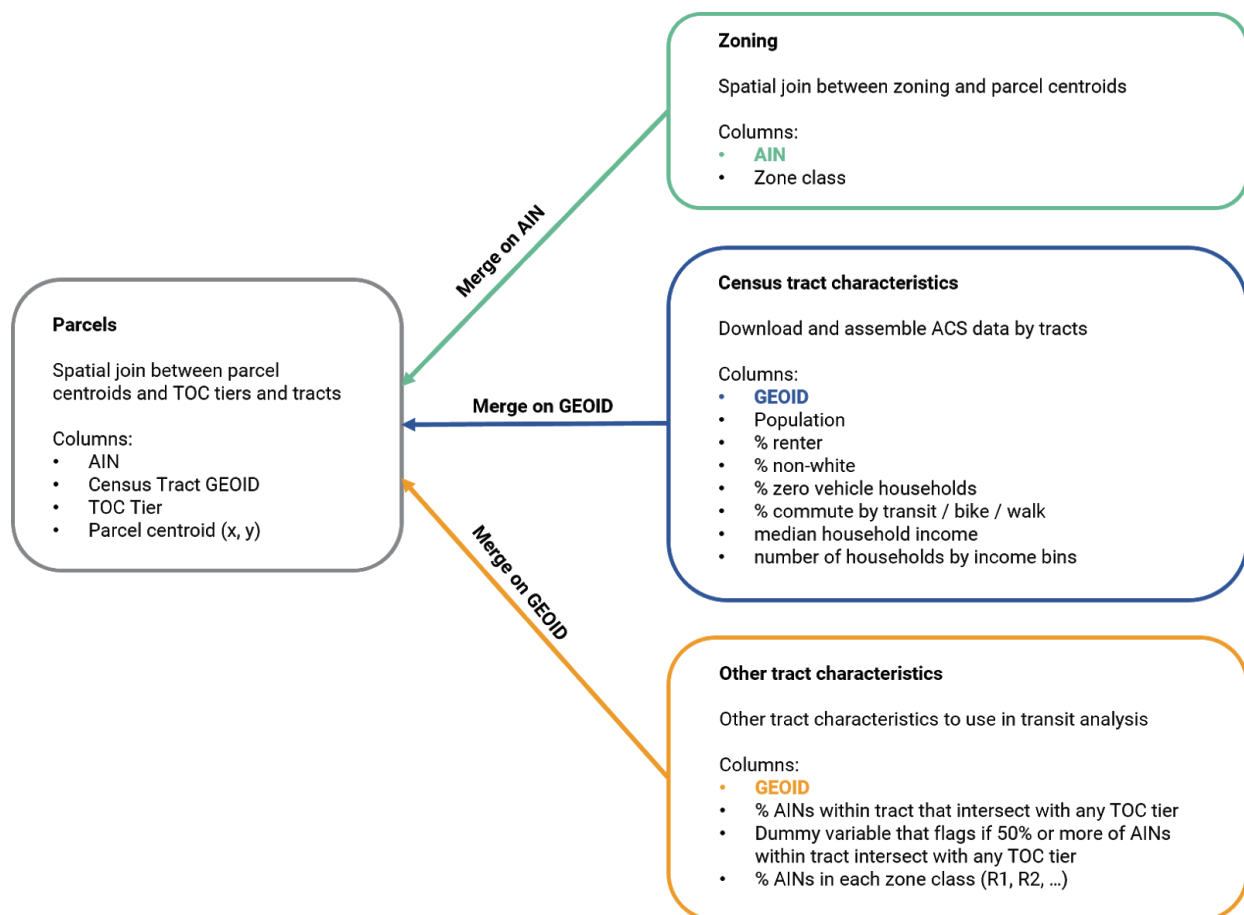 Zoning
Spatial join between zoning and parcel centroids
Columns:
• AIN
• Zone class
Merge on AIN
Parcels
Spatial join between parcel
centroids and TOC tiers and tracts
Columns:
• AIN
• Census Tract GEOID
• TOC Tier
• Parcel centroid (x, y)
Merge on GEOID
Census tract characteristics
Download and assemble ACS data by tracts
Columns:
• GEOID
• Population
• % renter
• % non-white
• % zero vehicle households
• % commute by transit / bike / walk
• median household income
• number of households by income bins
Merge on GEOID
Other tract characteristics
Other tract characteristics to use in transit analysis
Columns:
• GEOID
• % AINs within tract that intersect with any TOC tier
• Dummy variable that flags if 50% or more of AINs
within tract intersect with any TOC tier
• % AINs in each zone class (R1, R2, ...)